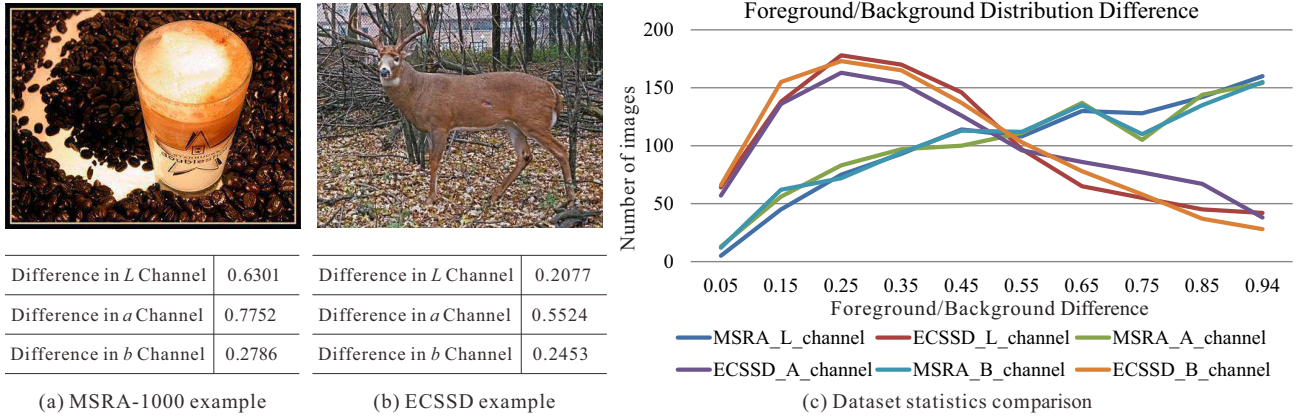 Difference in L Channel 0.6301
Difference in a Channel 0.7752
Difference in b Channel 0.2786
(a) MSRA-1000 example
Difference in L Channel 0.2077
Difference in a Channel 0.5524
Difference in b Channel 0.2453
(b) ECSSD example
Foreground/Background Distribution Difference
Number of images
200
150
100
50
0
0.05 0.15 0.25 0.35 0.45 0.55 0.65 0.75 0.85 0.94
Foreground/Background Difference
MSRA_L_channel ECSSD_L_channel MSRA_A_channel
ECSSD_A_channel MSRA_B_channel ECSSD_B_channel
(c) Dataset statistics comparison